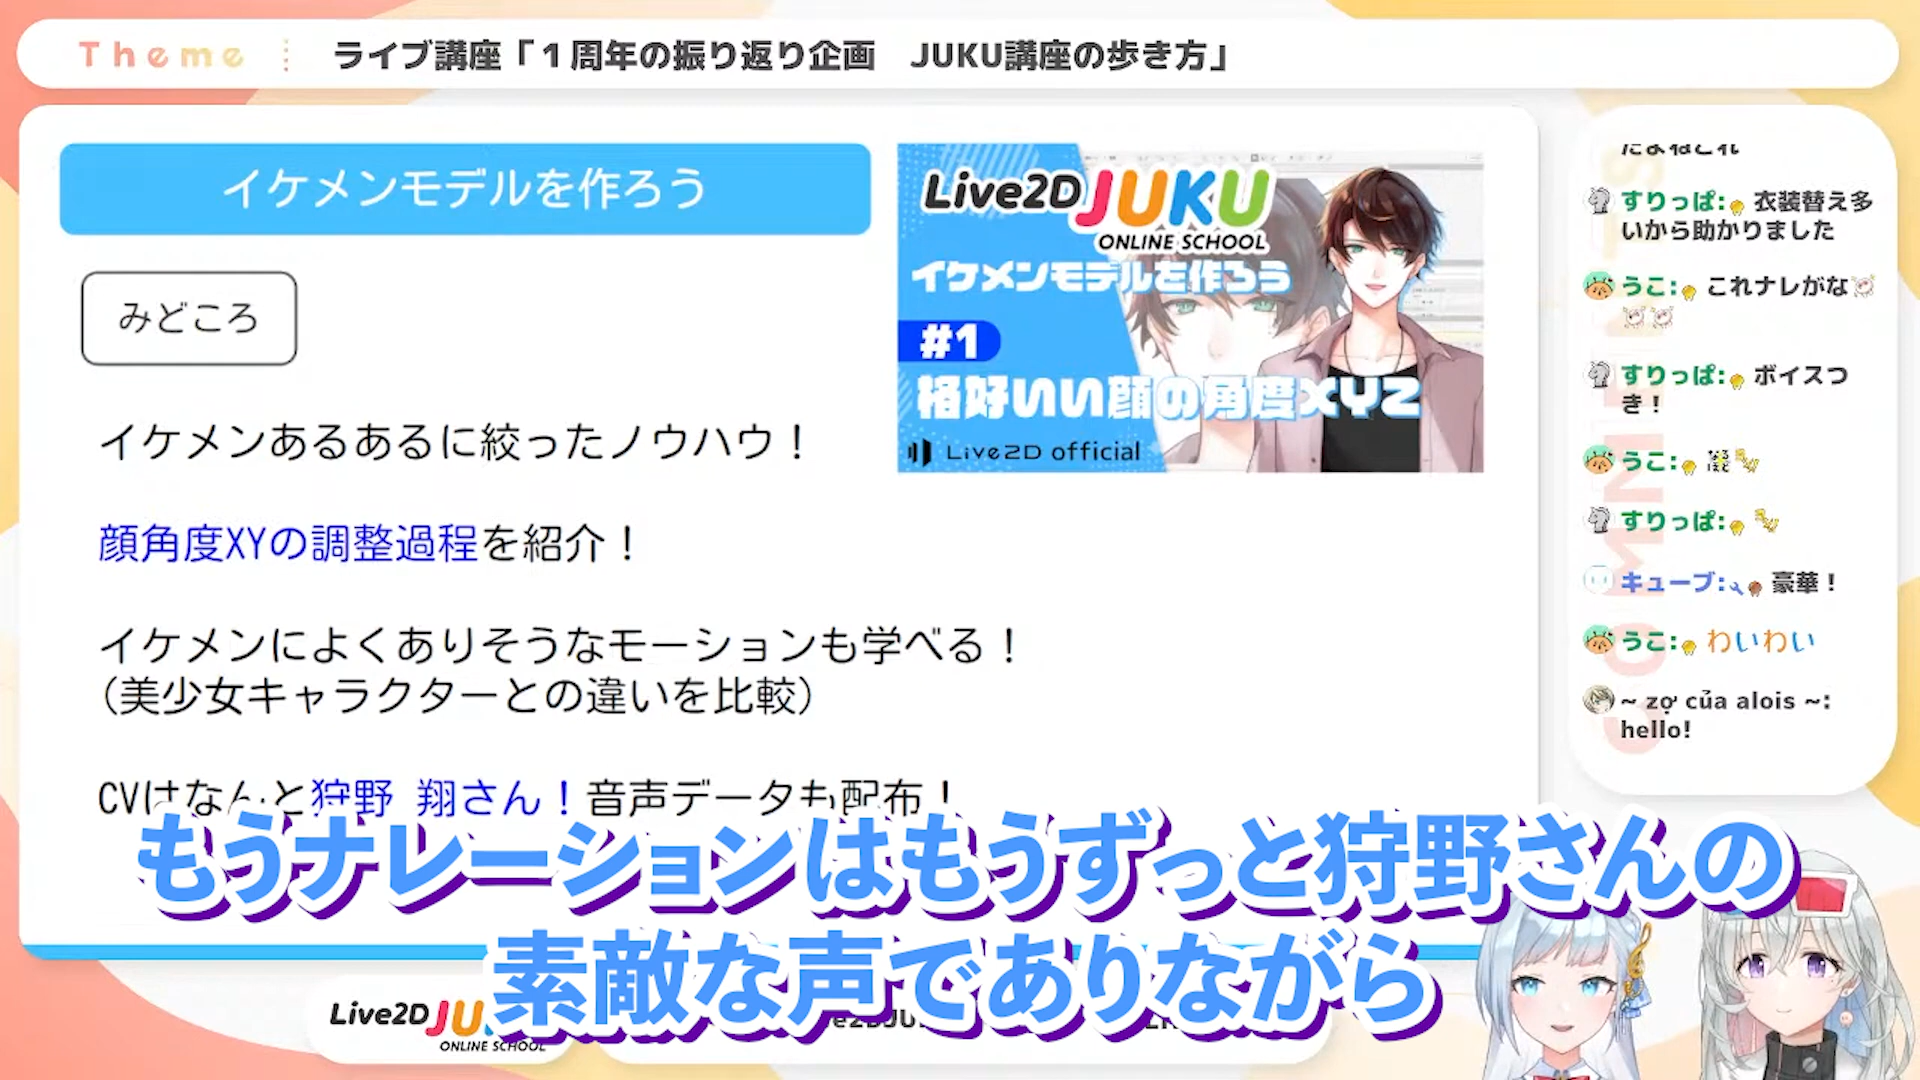 Theme
ライブ講座「１周年の振り返り企画　JUKU講座の歩き方」
イケメンモデルを作ろう
みどころ
イケメンあるあるに絞ったノウハウ！
顔角度XYの調整過程を紹介！
イケメンによくありそうなモーションも学べる！
（美少女キャラクターとの違いを比較）
CVはなんと狩野 翔さん！音声データも配布！
Live2D JUKU
ONLINE SCHOOL
イケメンモデルを作ろう
#1
格好いい顔の角度XYZ
Live2D official
すりっぱ: 衣装替え多
いから助かりました
うこ: これナレがな
すりっぱ: ボイスつ
き！
うこ: なるほど
すりっぱ:
キューブ: 豪華！
うこ: わいわい
~ zợ của alois ~:
hello!
もうナレーションはもうずっと狩野さんの
素敵な声でありながら
Live2D JU
ONLINE SCHOOL